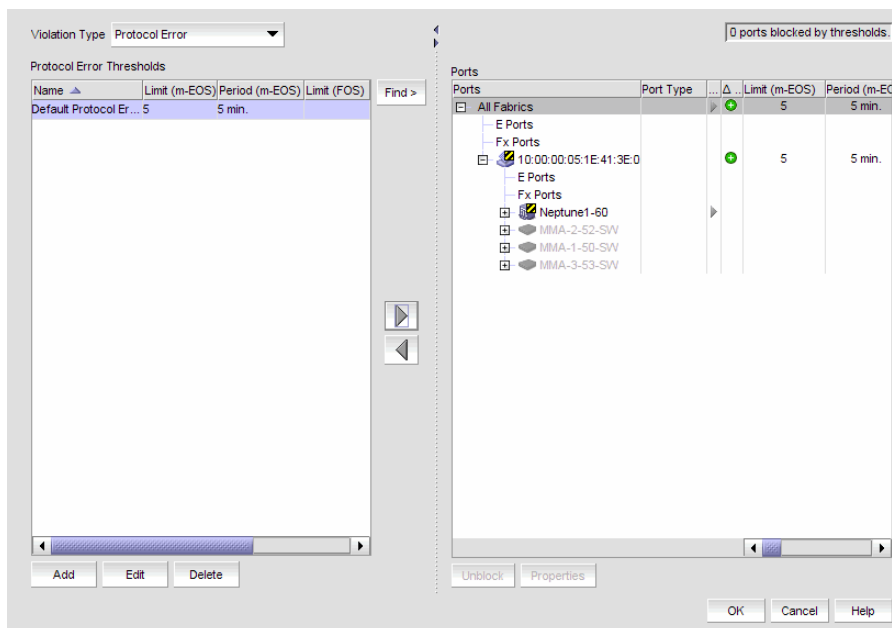 Violation Type Protocol Error
0 ports blocked by thresholds.
Protocol Error Thresholds
Name Limit (m-EOS) Period (m-EOS) Limit (FOS)
Default Protocol Er... 5 5 min.
Find >
Ports
Ports Port Type ... Δ .. Limit (m-EOS) Period (m-EO
All Fabrics 5 5 min.
E Ports
Fx Ports
10:00:00:05:1E:41:3E:0 5 5 min.
E Ports
Fx Ports
Neptune1-60
MMA-2-52-SW
MMA-1-50-SW
MMA-3-53-SW
Add Edit Delete
Unblock Properties
OK Cancel Help